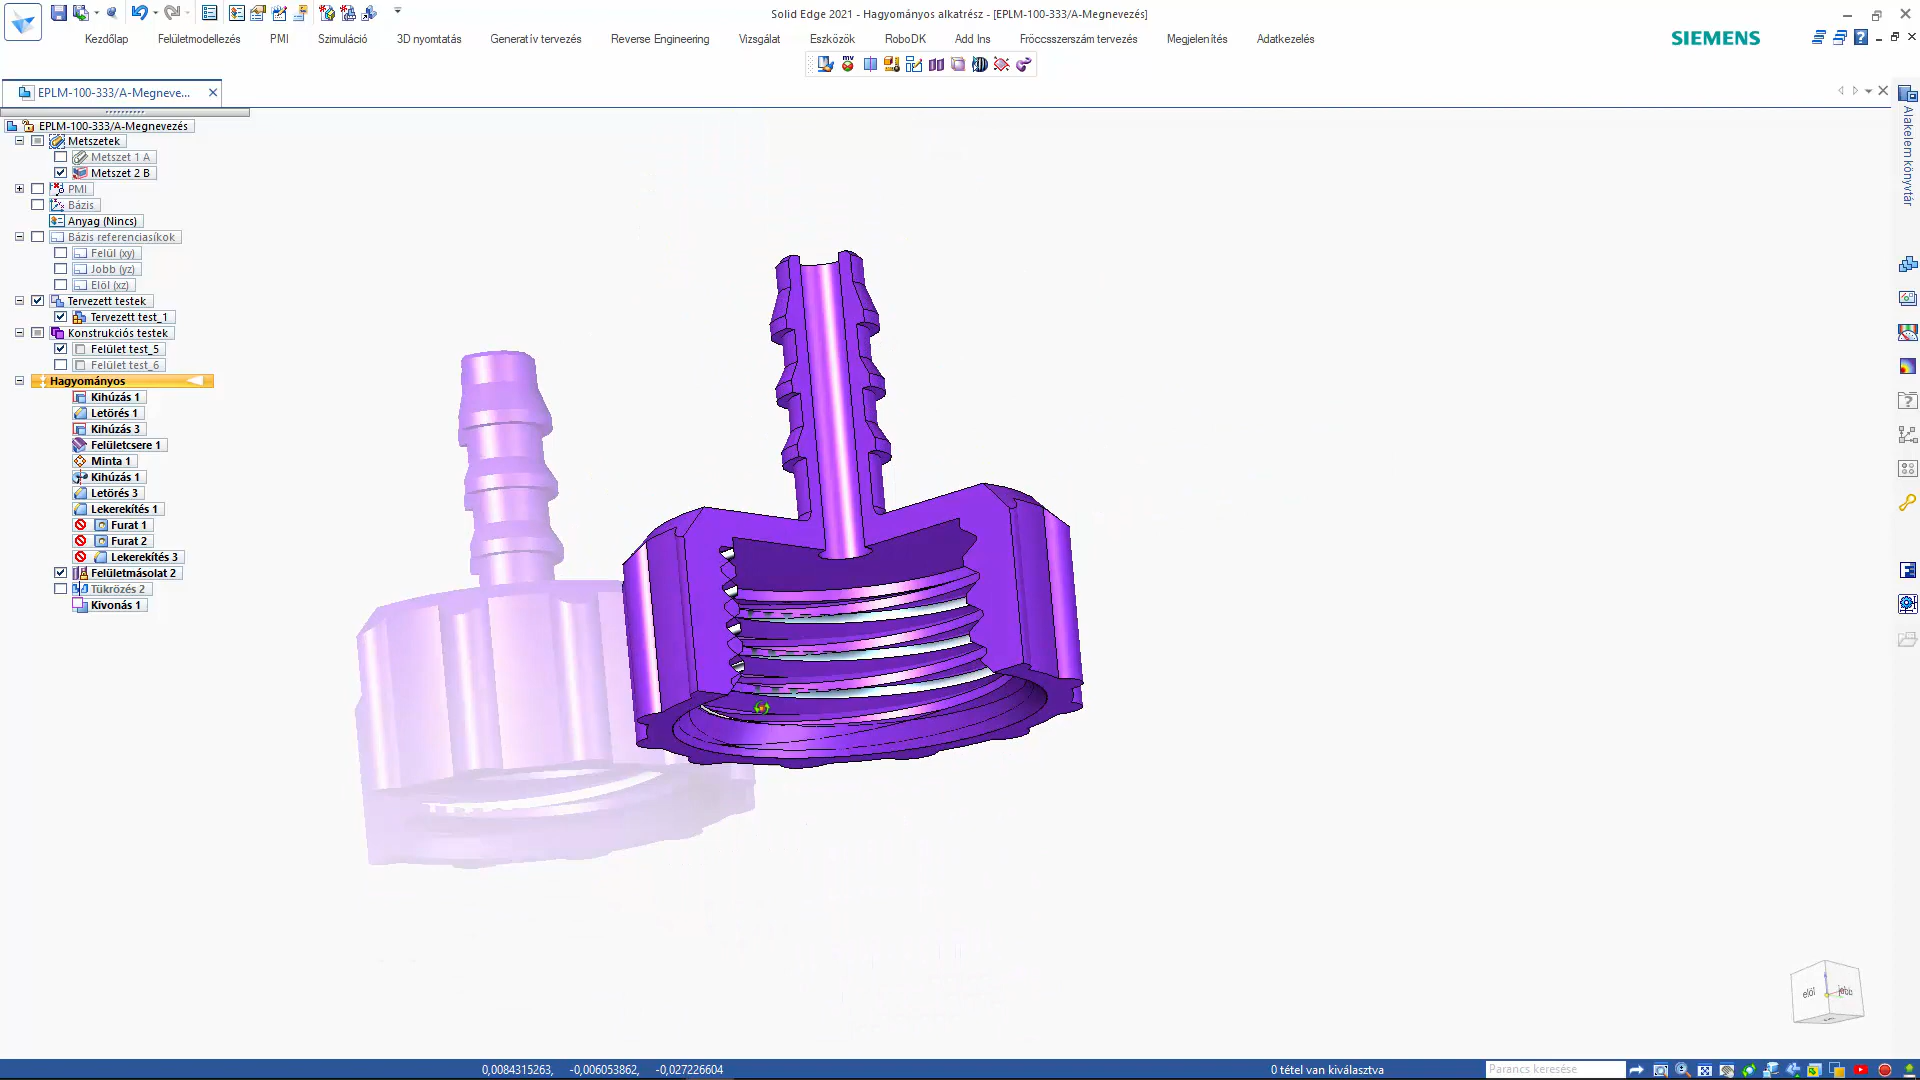 Solid Edge 2021 - Hagyományos alkatrész - [EPLM-100-333/A-Megnevezés]
Kezdőlap Felületmodellezés PMI Szimuláció 3D nyomtatás Generatív tervezés Reverse Engineering Vizsgálat Eszközök RoboDK Add Ins Fröccsszerszám tervezés Megjelenítés Adatkezelés
SIEMENS
EPLM-100-333/A-Megneve...
EPLM-100-333/A-Megnevezés
Metszetek
Metszet 1 A
Metszet 2 B
PMI
Bázis
Anyag (Nincs)
Bázis referenciasíkok
Felül (xy)
Jobb (yz)
Elöl (xz)
Tervezett testek
Tervezett test_1
Konstrukciós testek
Felület test_5
Felület test_6
Hagyományos
Kihúzás 1
Letörés 1
Kihúzás 3
Felületcsere 1
Minta 1
Kihúzás 1
Letörés 3
Lekerekítés 1
Furat 1
Furat 2
Lekerekítés 3
Felületmásolat 2
Tükrözés 2
Kivonás 1
Alakelem könyvtár
elöl
jobb
0,0084315263, -0,006053862, -0,027226604
0 tétel van kiválasztva
Parancs keresése